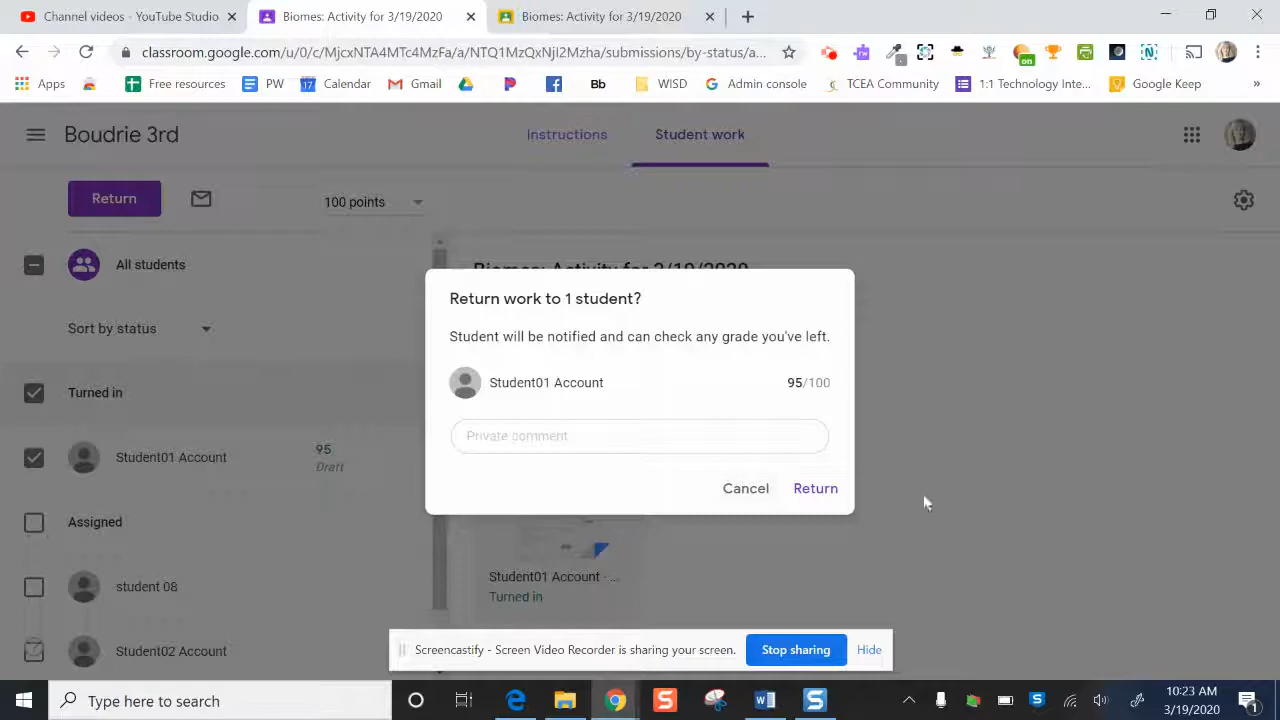 Channel videos - YouTube Studio
Biomes: Activity for 3/19/2020
Biomes: Activity for 3/19/2020
classroom.google.com/u/0/c/MjcxNTA4MTc4MzFa/a/NTQ1MzQxNjI2Mzha/submissions/by-status/a...
on
Apps
Free resources
PW
Calendar
Gmail
Bb
WISD
Admin console
TCEA Community
1:1 Technology Inte...
Google Keep
»
Boudrie 3rd
Instructions
Student work
Return
100 points
All students
Biomes: Activity for 3/19/2020
Return work to 1 student?
Sort by status
Student will be notified and can check any grade you've left.
Student01 Account
95/100
Turned in
Private comment
Student01 Account
95
Draft
Cancel
Return
Assigned
Student01 Account - ...
student 08
Turned in
Student02 Account
Screencastify - Screen Video Recorder is sharing your screen.
Stop sharing
Hide
Type here to search
10:23 AM
3/19/2020
1